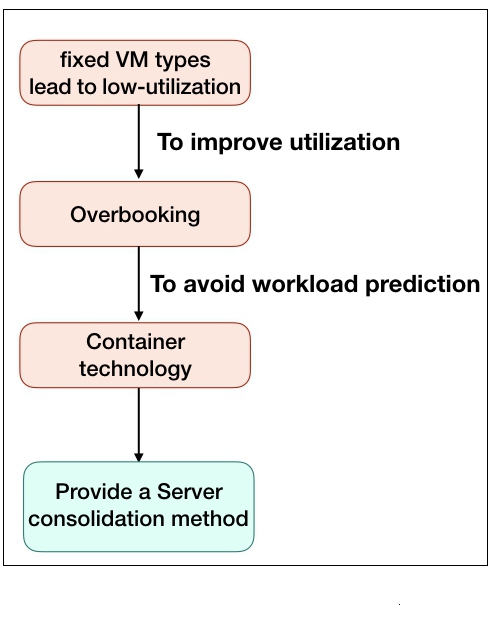 fixed VM types
lead to low-utilization
To improve utilization
Overbooking
To avoid workload prediction
Container
technology
Provide a Server
consolidation method